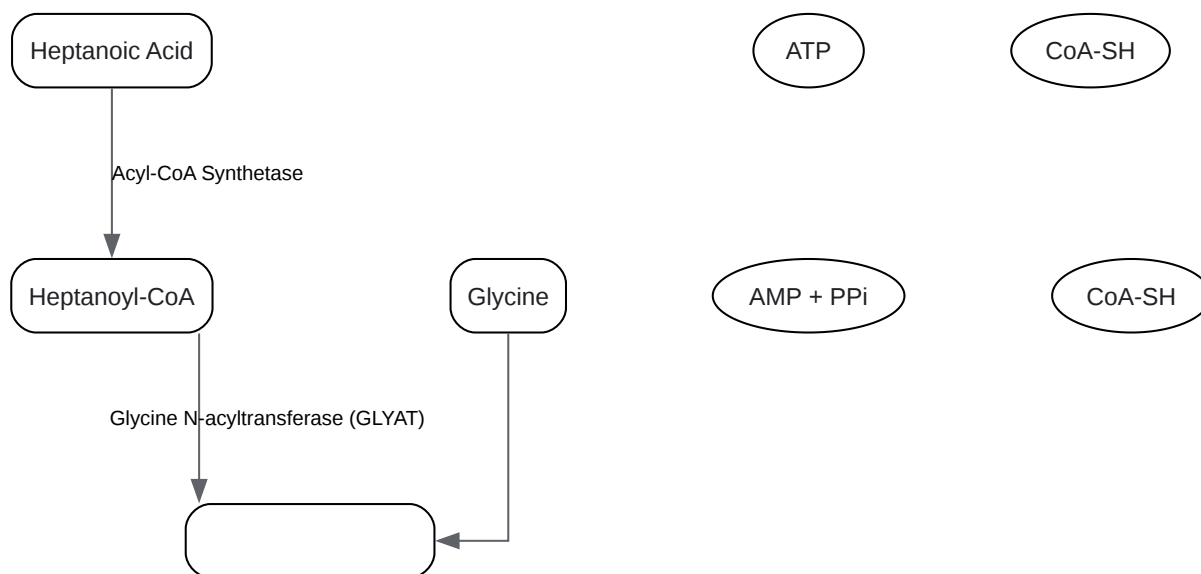 Heptanoic Acid
ATP
CoA-SH
Acyl-CoA Synthetase
Heptanoyl-CoA
Glycine
AMP + PPi
CoA-SH
Glycine N-acyltransferase (GLYAT)